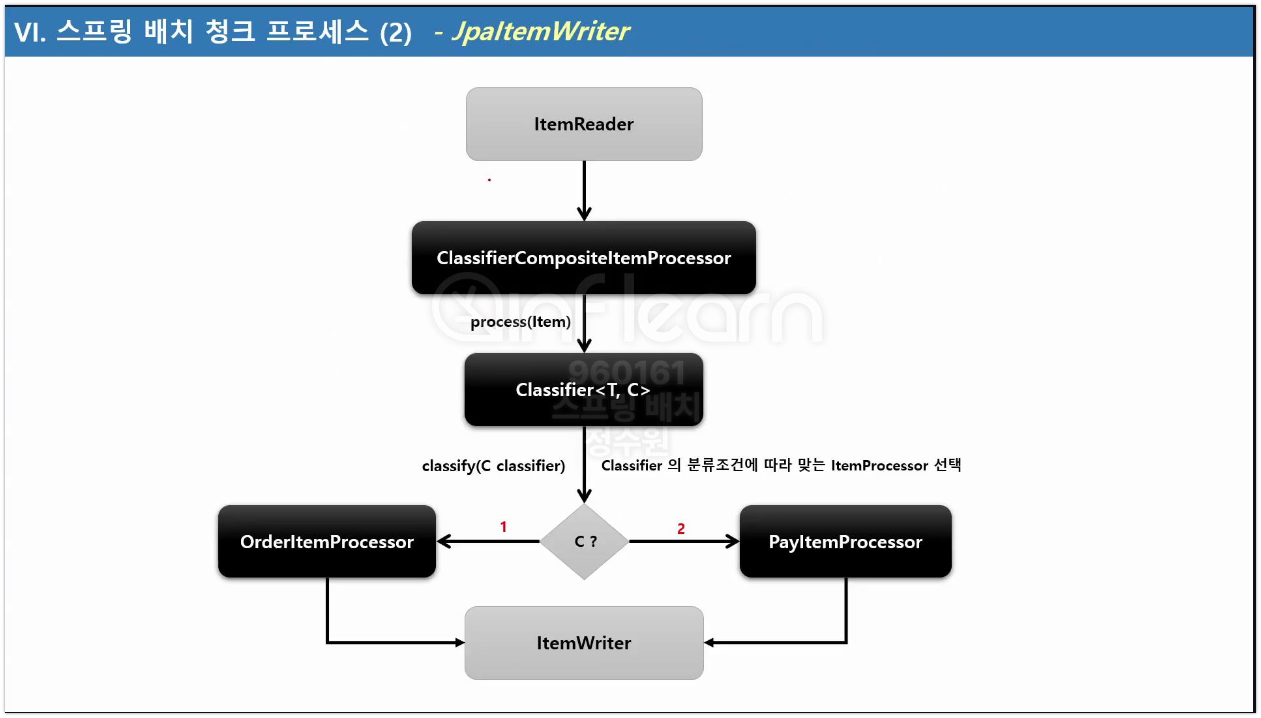 VI. 스프링 배치 청크 프로세스 (2) - JpaItemWriter
ItemReader
ClassifierCompositeItemProcessor
inflearn
process(Item)
960161
Classifier<T, C>
스프링 배치
정수원
classify(C classifier)
Classifier 의 분류조건에 따라 맞는 ItemProcessor 선택
1
2
OrderItemProcessor
C ?
PayItemProcessor
ItemWriter